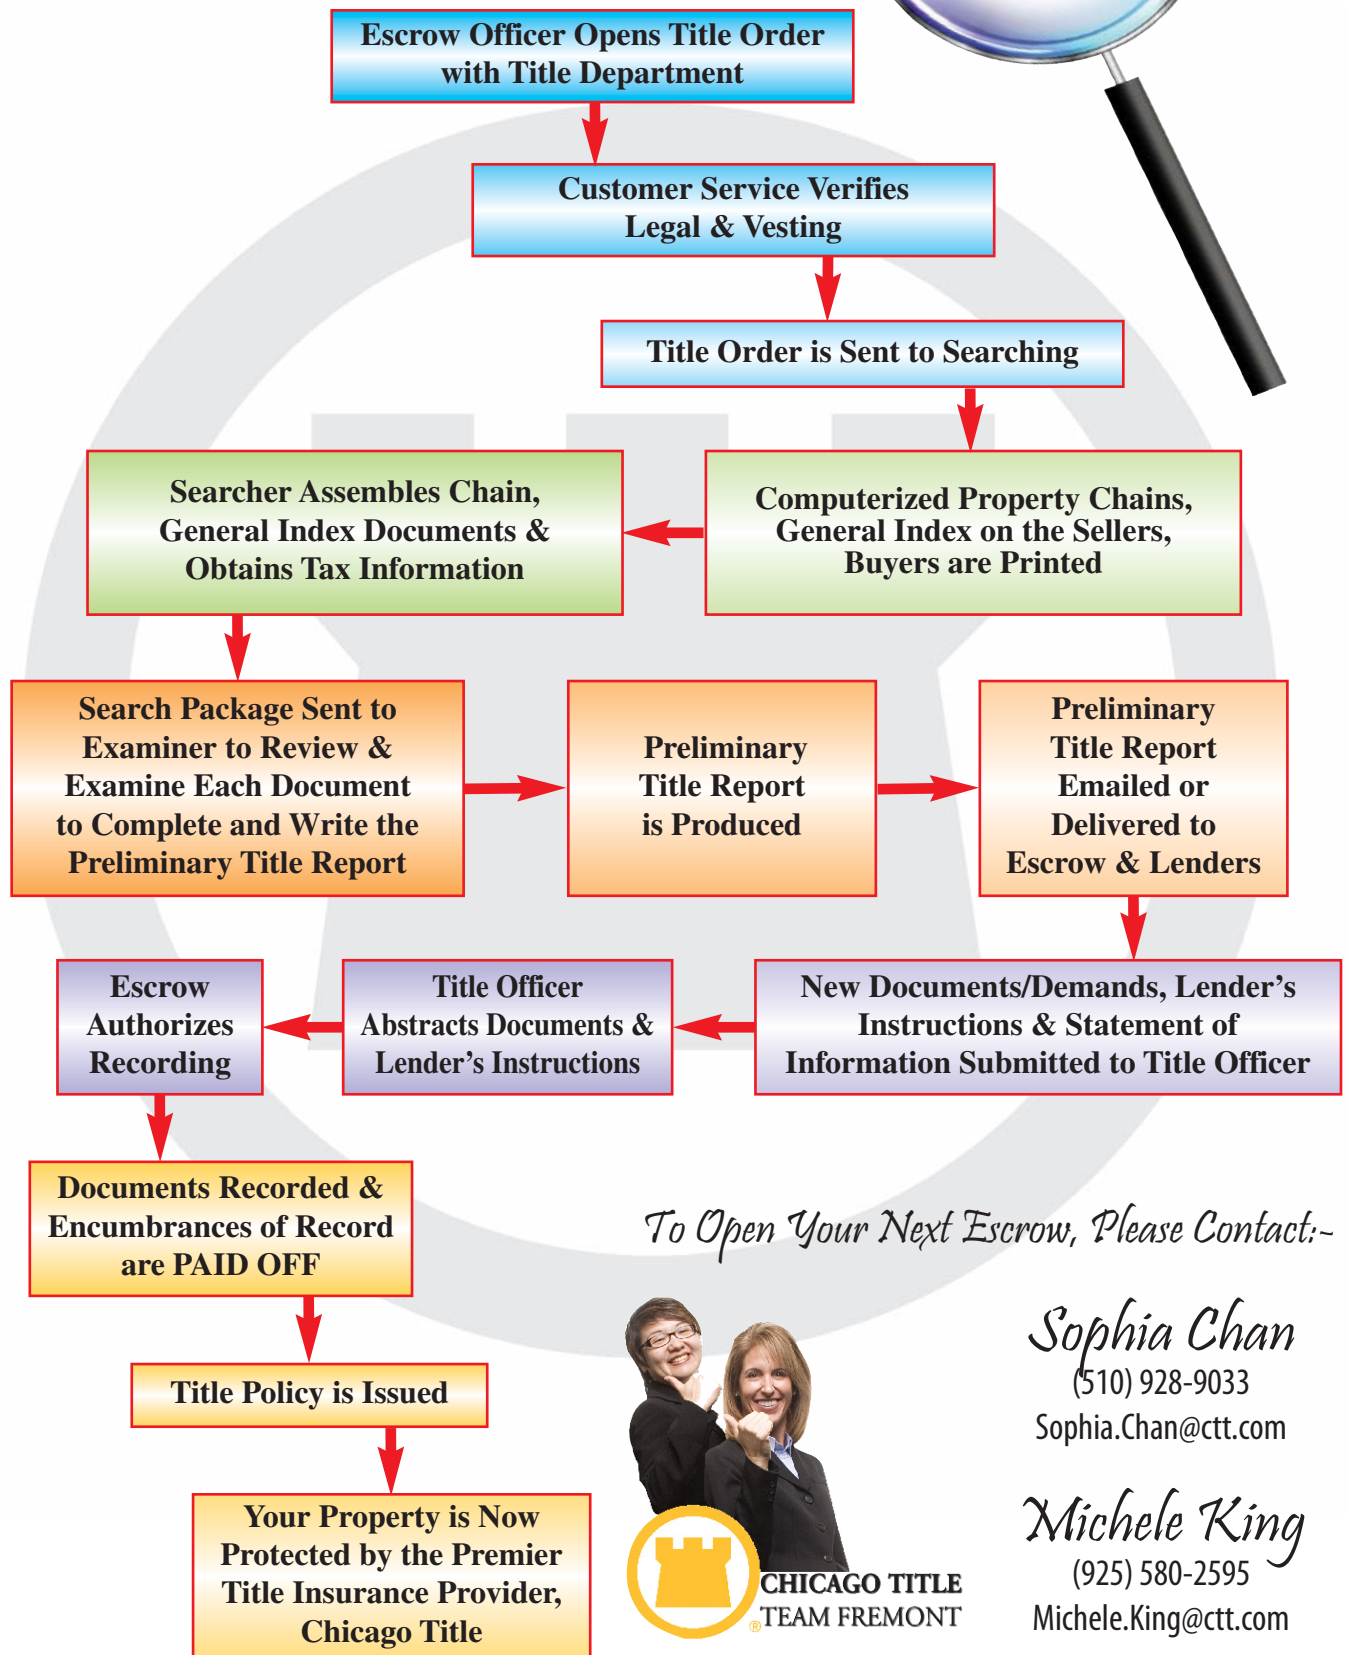 Escrow Officer Opens Title Order
with Title Department
Customer Service Verifies
Legal & Vesting
Title Order is Sent to Searching
Computerized Property Chains,
General Index on the Sellers,
Buyers are Printed
Searcher Assembles Chain,
General Index Documents &
Obtains Tax Information
Search Package Sent to
Examiner to Review &
Examine Each Document
to Complete and Write the
Preliminary Title Report
Preliminary
Title Report
is Produced
Preliminary
Title Report
Emailed or
Delivered to
Escrow & Lenders
New Documents/Demands, Lender’s
Instructions & Statement of
Information Submitted to Title Officer
Title Officer
Abstracts Documents &
Lender’s Instructions
Escrow
Authorizes
Recording
Documents Recorded &
Encumbrances of Record
are PAID OFF
Title Policy is Issued
Your Property is Now
Protected by the Premier
Title Insurance Provider,
Chicago Title
To Open Your Next Escrow, Please Contact:~
Sophia Chan
(510) 928-9033
Sophia.Chan@ctt.com
Michele King
(925) 580-2595
Michele.King@ctt.com
CHICAGO TITLE
® TEAM FREMONT